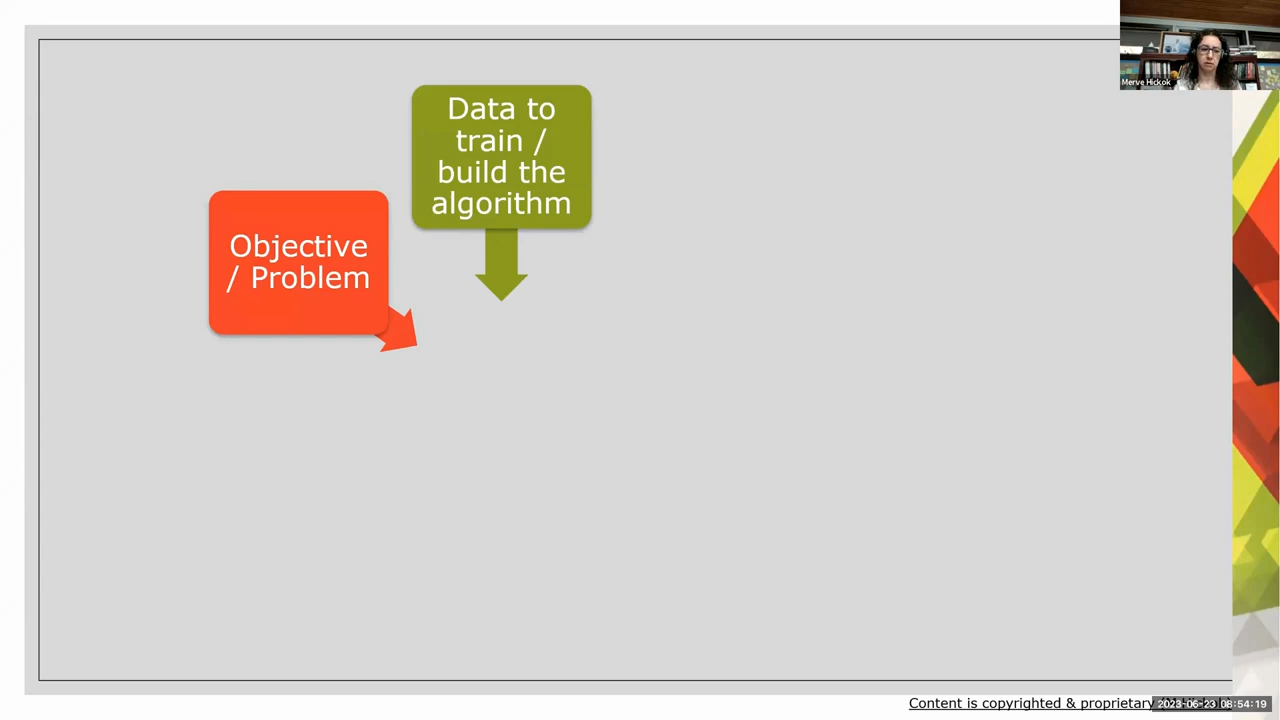 Merve Hickok
Data to
train /
build the
algorithm
Objective
/ Problem
Content is copyrighted & proprietary
2023-06-23 08:54:19